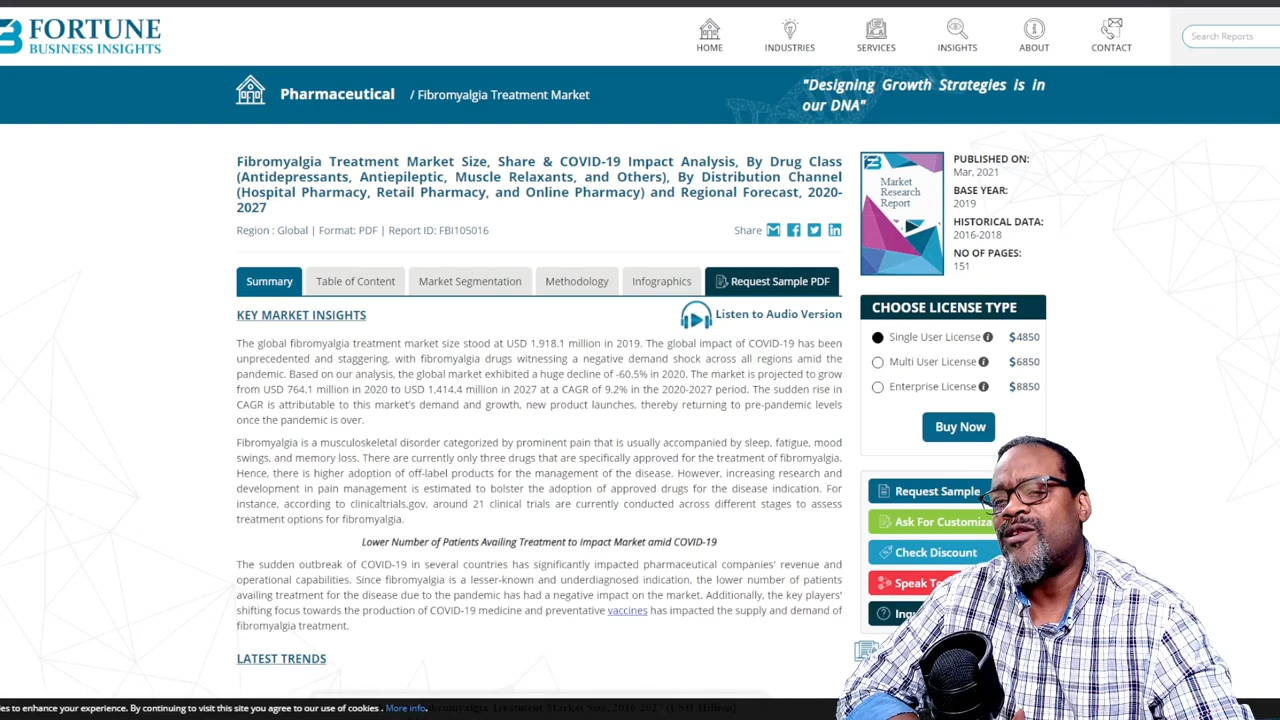 FORTUNE
BUSINESS INSIGHTS
HOME
INDUSTRIES
SERVICES
INSIGHTS
ABOUT
CONTACT
Search Reports
Pharmaceutical / Fibromyalgia Treatment Market
"Designing Growth Strategies is in
our DNA"
Fibromyalgia Treatment Market Size, Share & COVID-19 Impact Analysis, By Drug Class
(Antidepressants, Antiepileptic, Muscle Relaxants, and Others), By Distribution Channel
(Hospital Pharmacy, Retail Pharmacy, and Online Pharmacy) and Regional Forecast, 2020-
2027
Region : Global | Format: PDF | Report ID: FBI105016
Share
Summary
Table of Content
Market Segmentation
Methodology
Infographics
Request Sample PDF
KEY MARKET INSIGHTS
Listen to Audio Version
The global fibromyalgia treatment market size stood at USD 1,918.1 million in 2019. The global impact of COVID-19 has been
unprecedented and staggering, with fibromyalgia drugs witnessing a negative demand shock across all regions amid the
pandemic. Based on our analysis, the global market exhibited a huge decline of -60.5% in 2020. The market is projected to grow
from USD 764.1 million in 2020 to USD 1,414.4 million in 2027 at a CAGR of 9.2% in the 2020-2027 period. The sudden rise in
CAGR is attributable to this market's demand and growth, new product launches, thereby returning to pre-pandemic levels
once the pandemic is over.
Fibromyalgia is a musculoskeletal disorder categorized by prominent pain that is usually accompanied by sleep, fatigue, mood
swings, and memory loss. There are currently only three drugs that are specifically approved for the treatment of fibromyalgia.
Hence, there is higher adoption of off-label products for the management of the disease. However, increasing research and
development in pain management is estimated to bolster the adoption of approved drugs for the disease indication. For
instance, according to clinicaltrials.gov, around 21 clinical trials are currently conducted across different stages to assess
treatment options for fibromyalgia.
Lower Number of Patients Availing Treatment to Impact Market amid COVID-19
The sudden outbreak of COVID-19 in several countries has significantly impacted pharmaceutical companies' revenue and
operational capabilities. Since fibromyalgia is a lesser-known and underdiagnosed indication, the lower number of patients
availing treatment for the disease due to the pandemic has had a negative impact on the market. Additionally, the key players'
shifting focus towards the production of COVID-19 medicine and preventative vaccines has impacted the supply and demand of
fibromyalgia treatment.
LATEST TRENDS
Market
Research
Report
PUBLISHED ON:
Mar, 2021
BASE YEAR:
2019
HISTORICAL DATA:
2016-2018
NO OF PAGES:
151
CHOOSE LICENSE TYPE
Single User License $4850
Multi User License $6850
Enterprise License $8850
Buy Now
Request Sample
Ask For Customiza
Check Discount
Speak To
Inq
es to enhance your experience. By continuing to visit this site you agree to our use of cookies . More info.
Treatment Market Size, 2016-2027 (USD Million)